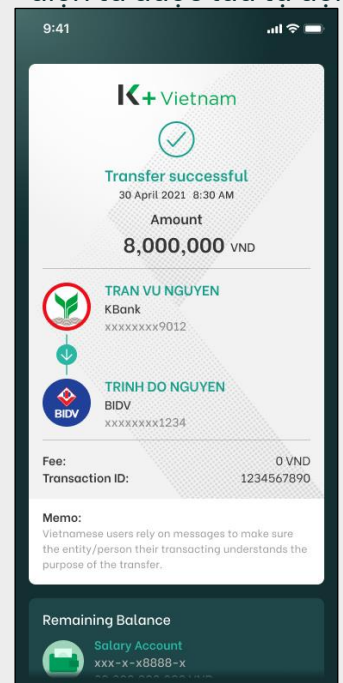 9:41
K+ Vietnam
Transfer successful
30 April 2021 8:30 AM
Amount
8,000,000 VND
TRAN VU NGUYEN
KBank
xxxxxxxx9012
TRINH DO NGUYEN
BIDV
BIDV
xxxxxxxx1234
Fee: 0 VND
Transaction ID: 1234567890
Memo:
Vietnamese users rely on messages to make sure
the entity/person their transacting understands the
purpose of the transfer.
Remaining Balance
Salary Account
xxx-x-x8888-x